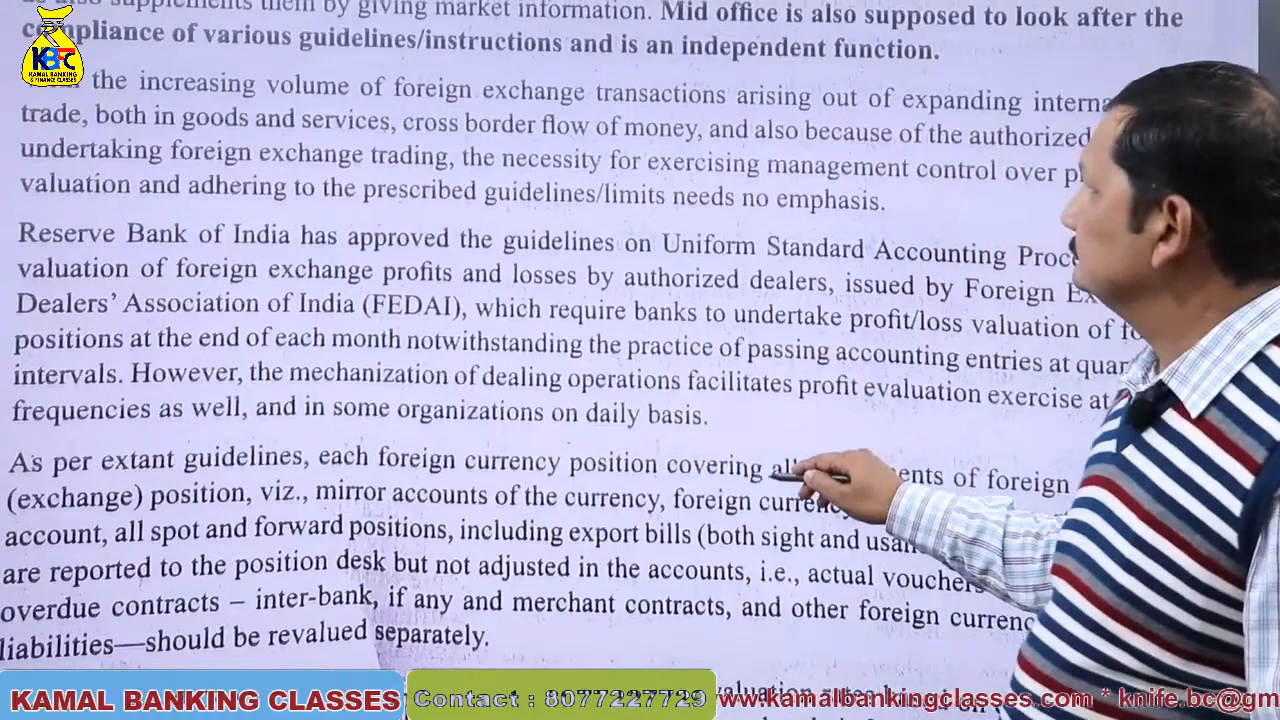 also supplements them by giving market information. Mid office is also supposed to look after the
compliance of various guidelines/instructions and is an independent function.
KBFC
KAMAL BANKING
& FINANCE CLASSES
the increasing volume of foreign exchange transactions arising out of expanding interna
trade, both in goods and services, cross border flow of money, and also because of the authorized
undertaking foreign exchange trading, the necessity for exercising management control over p
valuation and adhering to the prescribed guidelines/limits needs no emphasis.
Reserve Bank of India has approved the guidelines on Uniform Standard Accounting Proc
valuation of foreign exchange profits and losses by authorized dealers, issued by Foreign Ex
Dealers' Association of India (FEDAI), which require banks to undertake profit/loss valuation of fo
positions at the end of each month notwithstanding the practice of passing accounting entries at quar
intervals. However, the mechanization of dealing operations facilitates profit evaluation exercise at
frequencies as well, and in some organizations on daily basis.
As per extant guidelines, each foreign currency position covering all ents of foreign
(exchange) position, viz., mirror accounts of the currency, foreign currency
account, all spot and forward positions, including export bills (both sight and usan
are reported to the position desk but not adjusted in the accounts, i.e., actual vouchers
overdue contracts – inter-bank, if any and merchant contracts, and other foreign currenc
liabilities—should be revalued separately.
KAMAL BANKING CLASSES Contact : 8077227729 www.kamalbankingclasses.com * knife.bc@gm